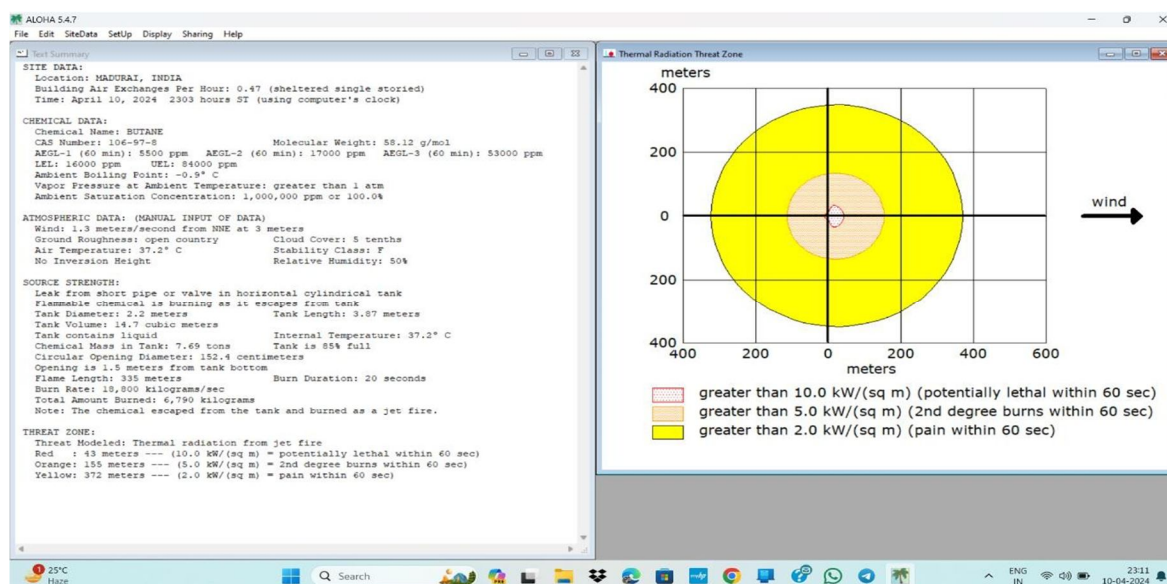 ALOHA 5.4.7
File Edit SiteData SetUp Display Sharing Help
Text Summary
SITE DATA:
Location: MADURAI, INDIA
Building Air Exchanges Per Hour: 0.47 (sheltered single storied)
Time: April 10, 2024 2303 hours ST (using computer's clock)
CHEMICAL DATA:
Chemical Name: BUTANE
CAS Number: 106-97-8 Molecular Weight: 58.12 g/mol
AEGL-1 (60 min): 5500 ppm AEGL-2 (60 min): 17000 ppm AEGL-3 (60 min): 53000 ppm
LEL: 16000 ppm UEL: 84000 ppm
Ambient Boiling Point: -0.9° C
Vapor Pressure at Ambient Temperature: greater than 1 atm
Ambient Saturation Concentration: 1,000,000 ppm or 100.0%
ATMOSPHERIC DATA: (MANUAL INPUT OF DATA)
Wind: 1.3 meters/second from NNE at 3 meters
Ground Roughness: open country Cloud Cover: 5 tenths
Air Temperature: 37.2° C Stability Class: F
No Inversion Height Relative Humidity: 50%
SOURCE STRENGTH:
Leak from short pipe or valve in horizontal cylindrical tank
Flammable chemical is burning as it escapes from tank
Tank Diameter: 2.2 meters Tank Length: 3.87 meters
Tank Volume: 14.7 cubic meters
Tank contains liquid Internal Temperature: 37.2° C
Chemical Mass in Tank: 7.69 tons Tank is 85% full
Circular Opening Diameter: 152.4 centimeters
Opening is 1.5 meters from tank bottom
Flame Length: 335 meters Burn Duration: 20 seconds
Burn Rate: 18,800 kilograms/sec
Total Amount Burned: 6,790 kilograms
Note: The chemical escaped from the tank and burned as a jet fire.
THREAT ZONE:
Threat Modeled: Thermal radiation from jet fire
Red : 43 meters --- (10.0 kW/(sq m) = potentially lethal within 60 sec)
Orange: 155 meters --- (5.0 kW/(sq m) = 2nd degree burns within 60 sec)
Yellow: 372 meters --- (2.0 kW/(sq m) = pain within 60 sec)
Thermal Radiation Threat Zone
meters
400
200
0
200
400
400 200 0 200 400 600
meters
wind
greater than 10.0 kW/(sq m) (potentially lethal within 60 sec)
greater than 5.0 kW/(sq m) (2nd degree burns within 60 sec)
greater than 2.0 kW/(sq m) (pain within 60 sec)
1
25°C
Haze
Search
ENG
IN
23:11
10-04-2024